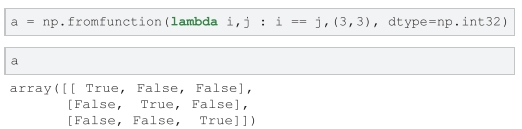 a = np.fromfunction(lambda i,j : i == j,(3,3), dtype=np.int32)
a
array([[ True, False, False],
       [False,  True, False],
       [False, False,  True]])